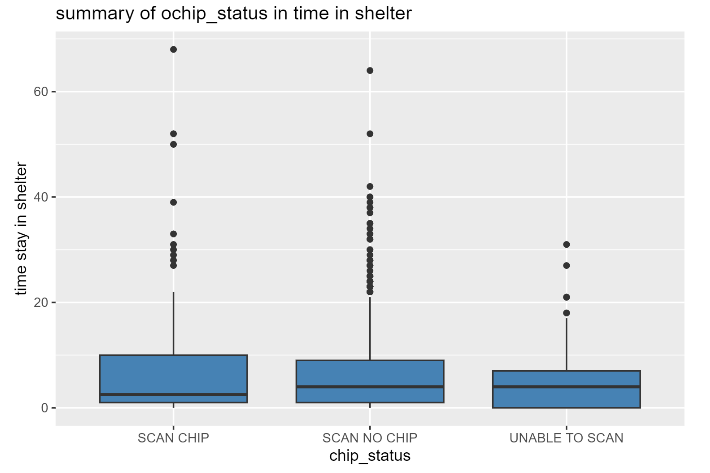 summary of ochip_status in time in shelter
time stay in shelter
60
40
20
0
SCAN CHIP
SCAN NO CHIP
UNABLE TO SCAN
chip_status